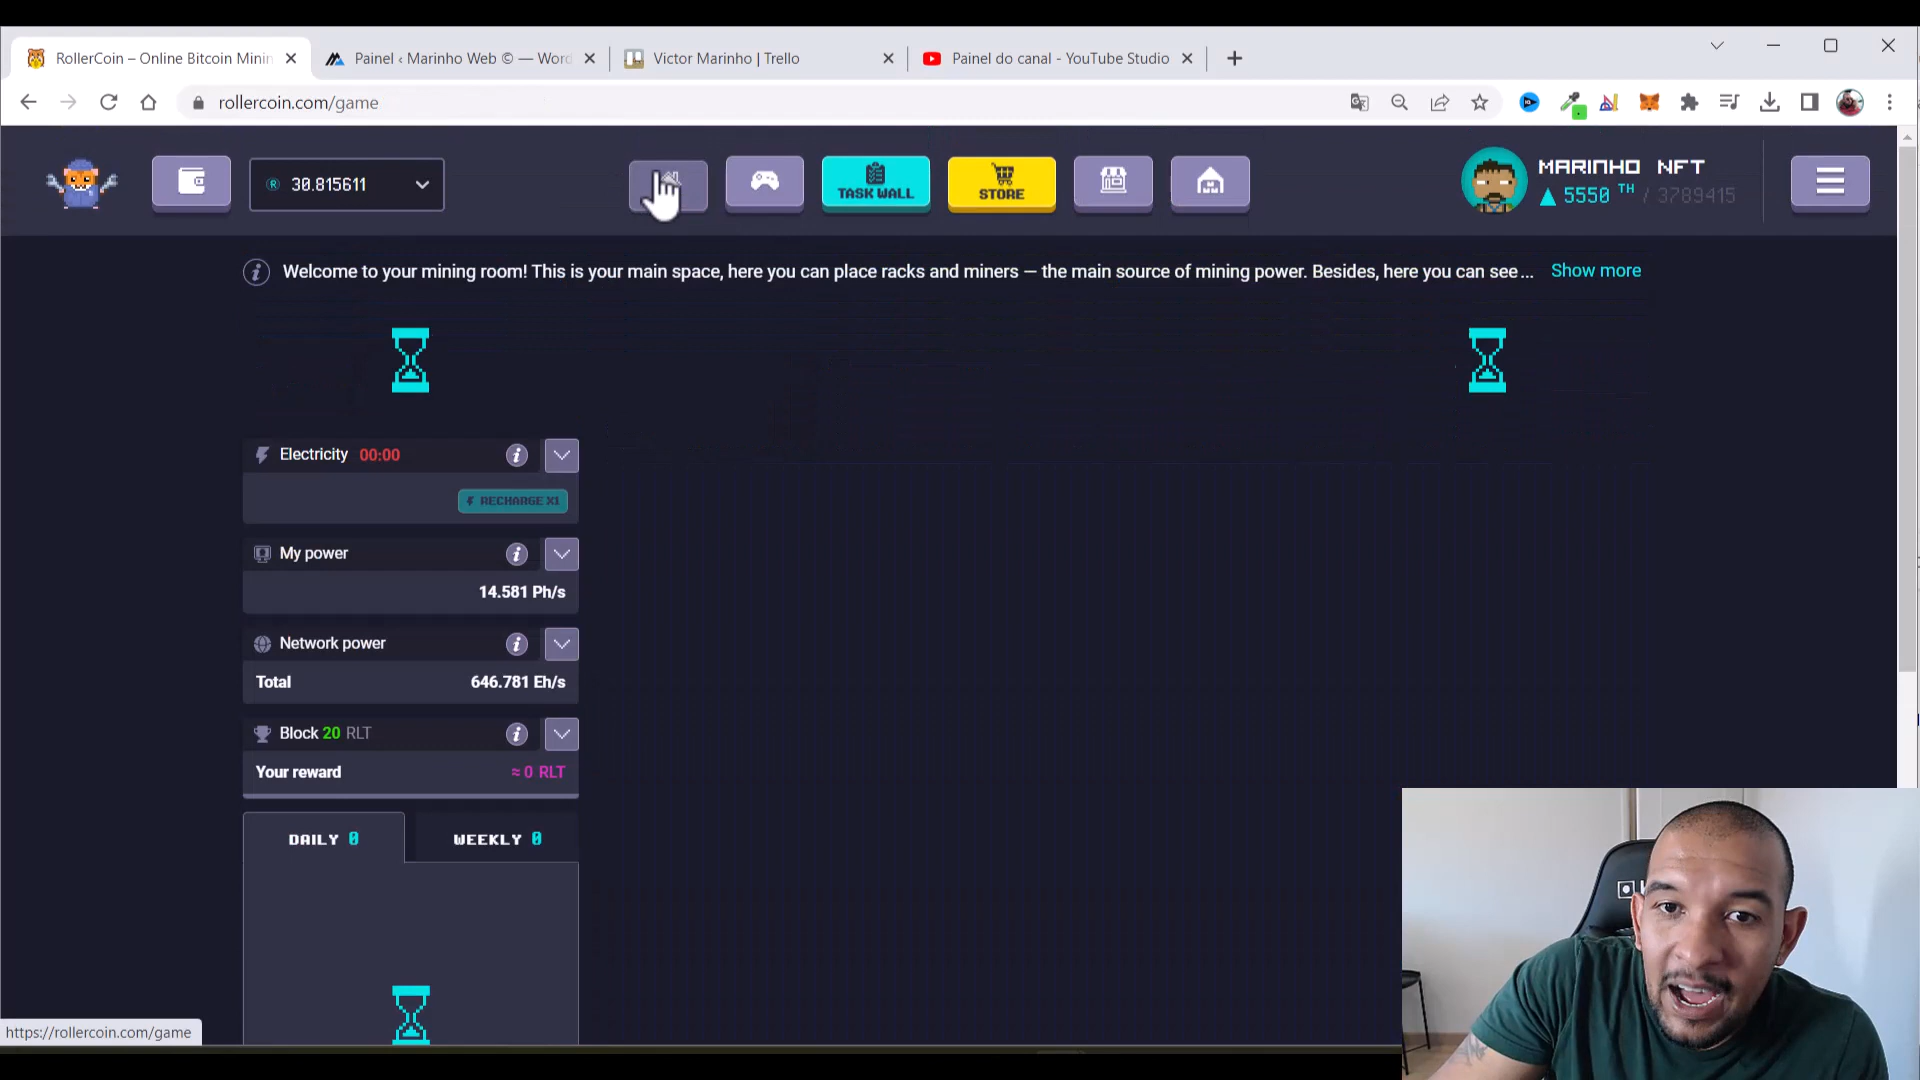 RollerCoin – Online Bitcoin Minin
Painel ‹ Marinho Web © — Word
Victor Marinho | Trello
Painel do canal - YouTube Studio
rollercoin.com/game
30.815611
TASK WALL
STORE
MARINHO NFT
5550 TH / 3789415
Welcome to your mining room! This is your main space, here you can place racks and miners — the main source of mining power. Besides, here you can see ... Show more
Electricity 00:00
RECHARGE X1
My power
14.581 Ph/s
Network power
Total 646.781 Eh/s
Block 20 RLT
Your reward ≈ 0 RLT
DAILY 0 WEEKLY 0
https://rollercoin.com/game